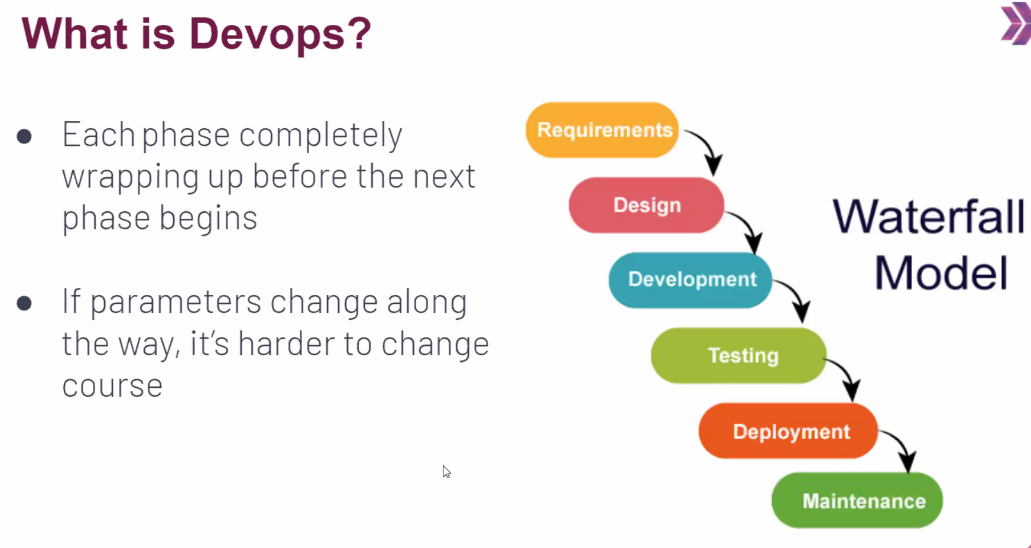 What is Devops?
● Each phase completely
wrapping up before the next
phase begins
● If parameters change along
the way, it's harder to change
course
Requirements
Design
Development
Testing
Deployment
Maintenance
Waterfall
Model